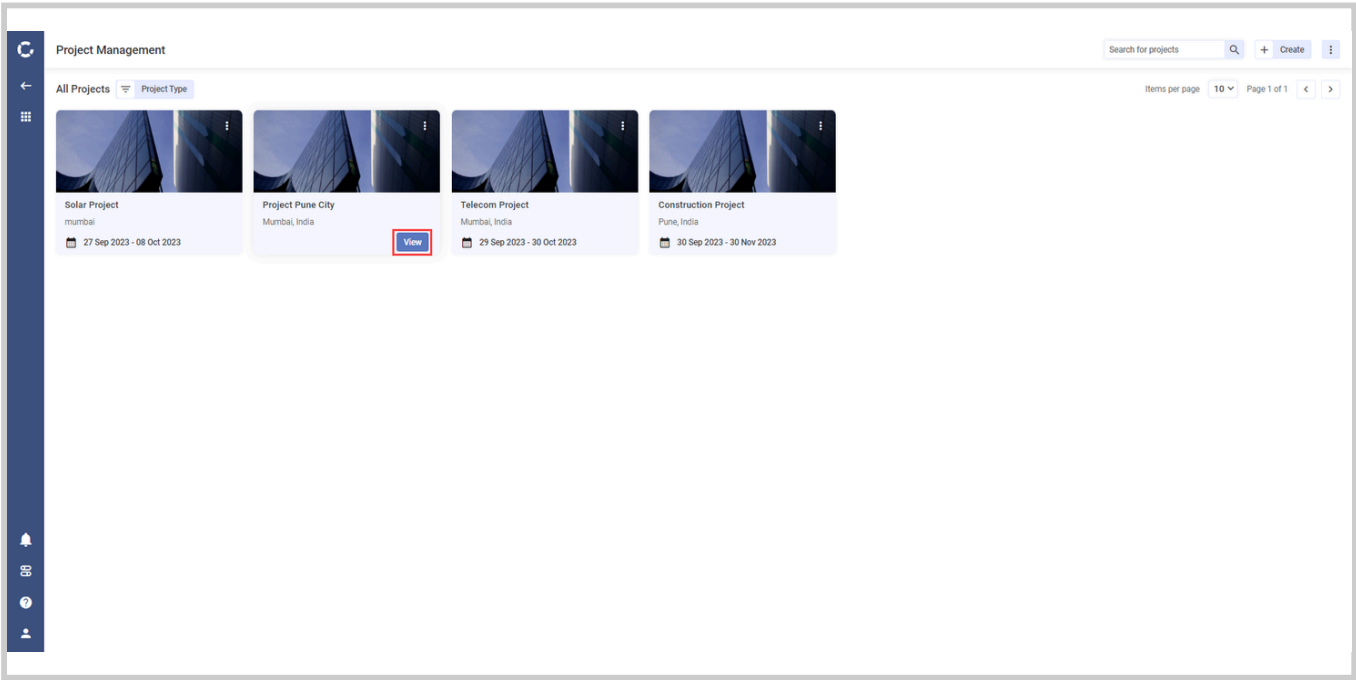 Project Management
Search for projects
Create
All Projects
Project Type
Items per page 10 Page 1 of 1
Solar Project
mumbai
27 Sep 2023 - 08 Oct 2023
Project Pune City
Mumbai, India
View
Telecom Project
Mumbai, India
29 Sep 2023 - 30 Oct 2023
Construction Project
Pune, India
30 Sep 2023 - 30 Nov 2023